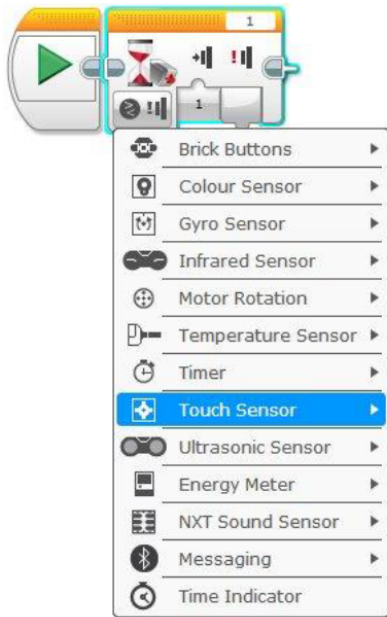 1
1
Brick Buttons
Colour Sensor
Gyro Sensor
Infrared Sensor
Motor Rotation
Temperature Sensor
Timer
Touch Sensor
Ultrasonic Sensor
Energy Meter
NXT Sound Sensor
Messaging
Time Indicator